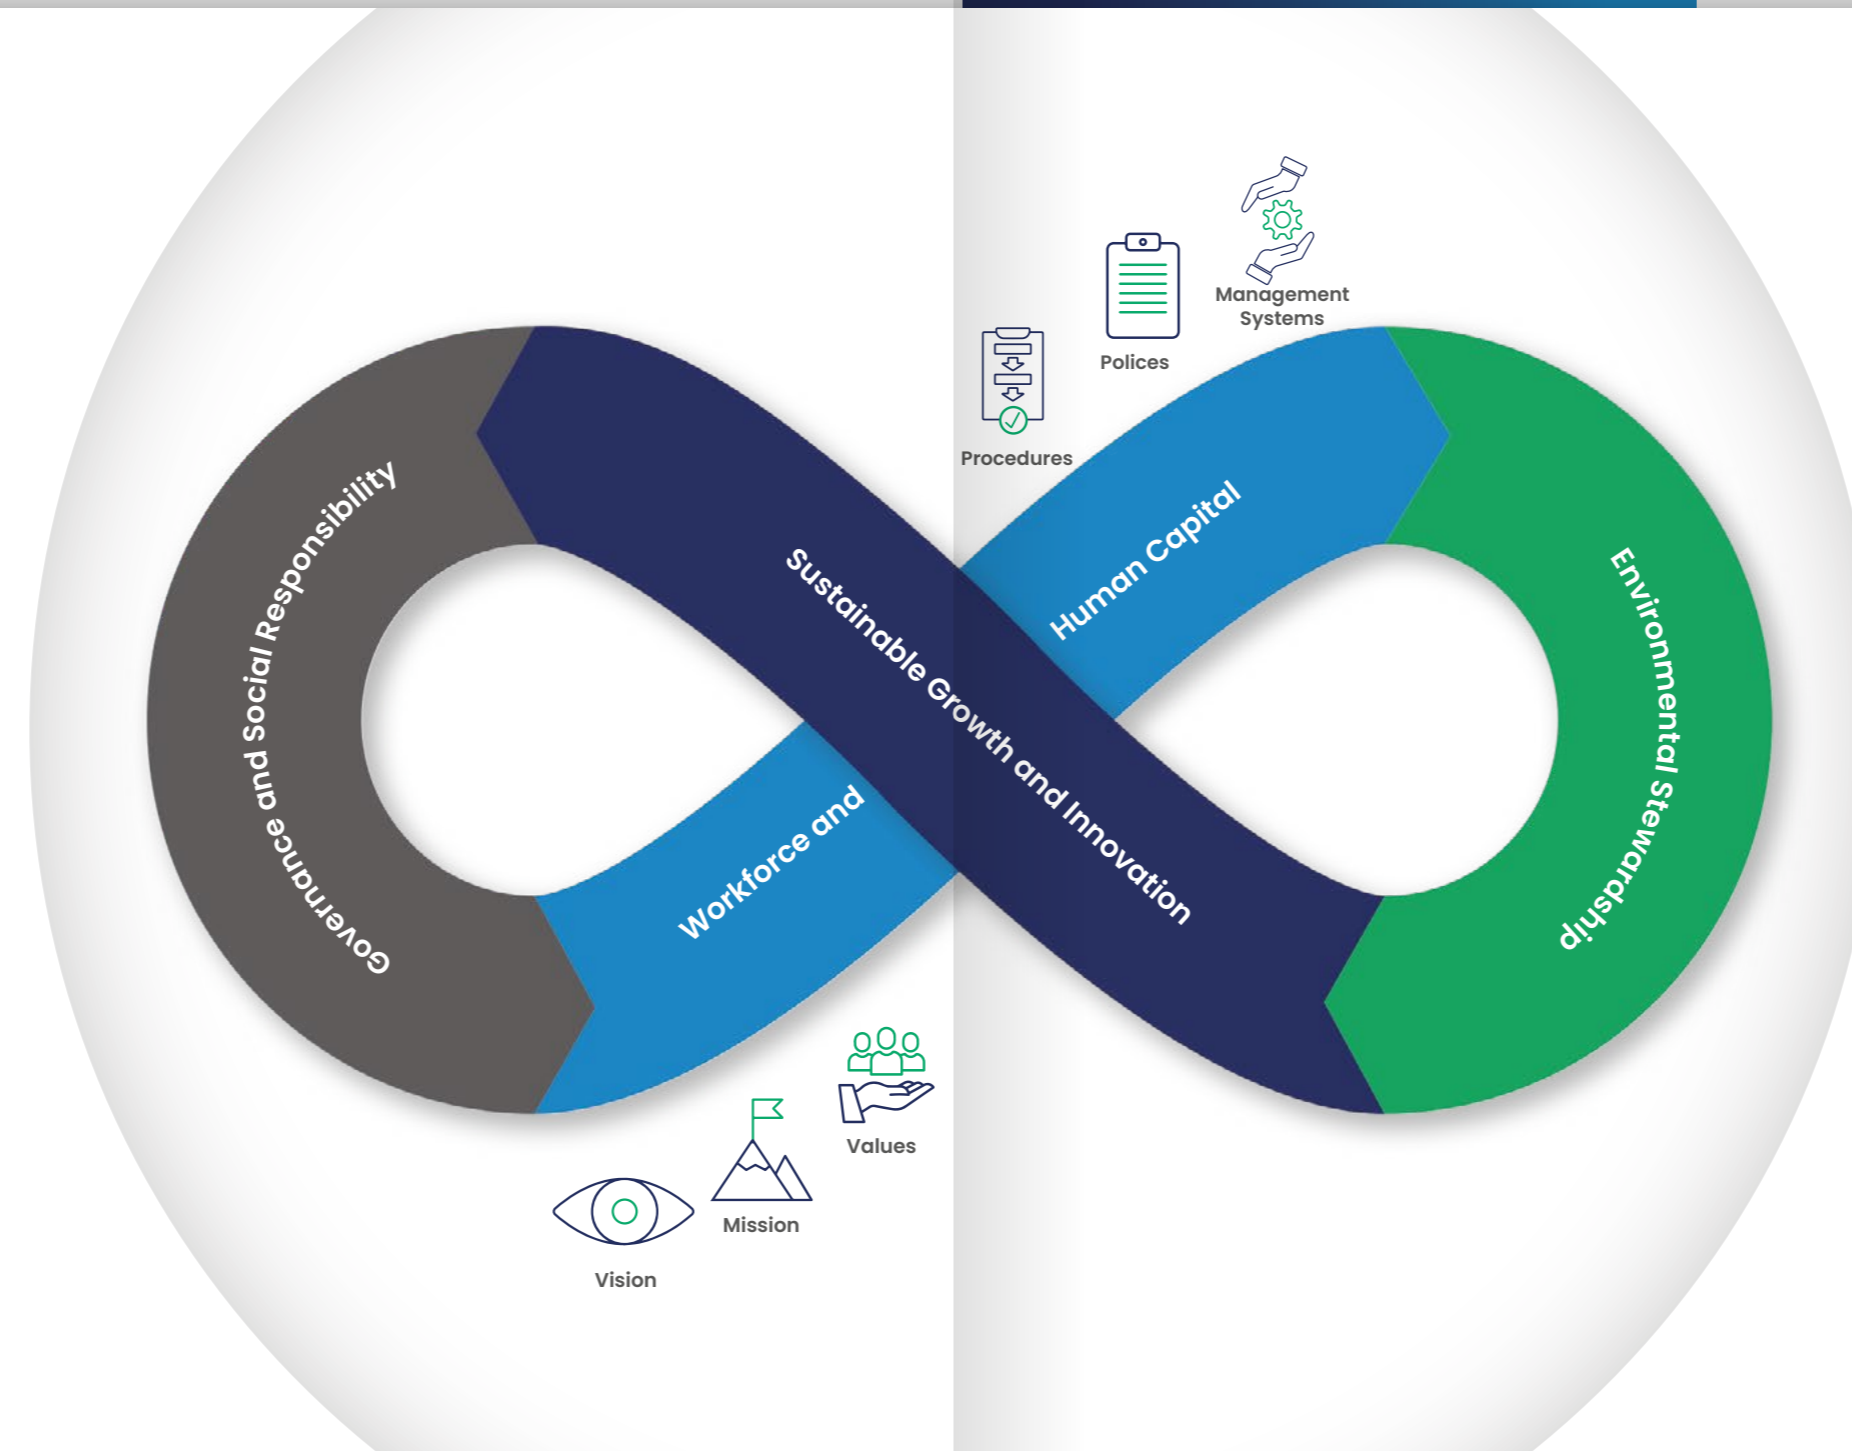 Management
Systems
Polices
Procedures
Governance and Social Responsibility
Sustainable Growth and Innovation
Workforce and Human Capital
Environmental Stewardship
Values
Mission
Vision